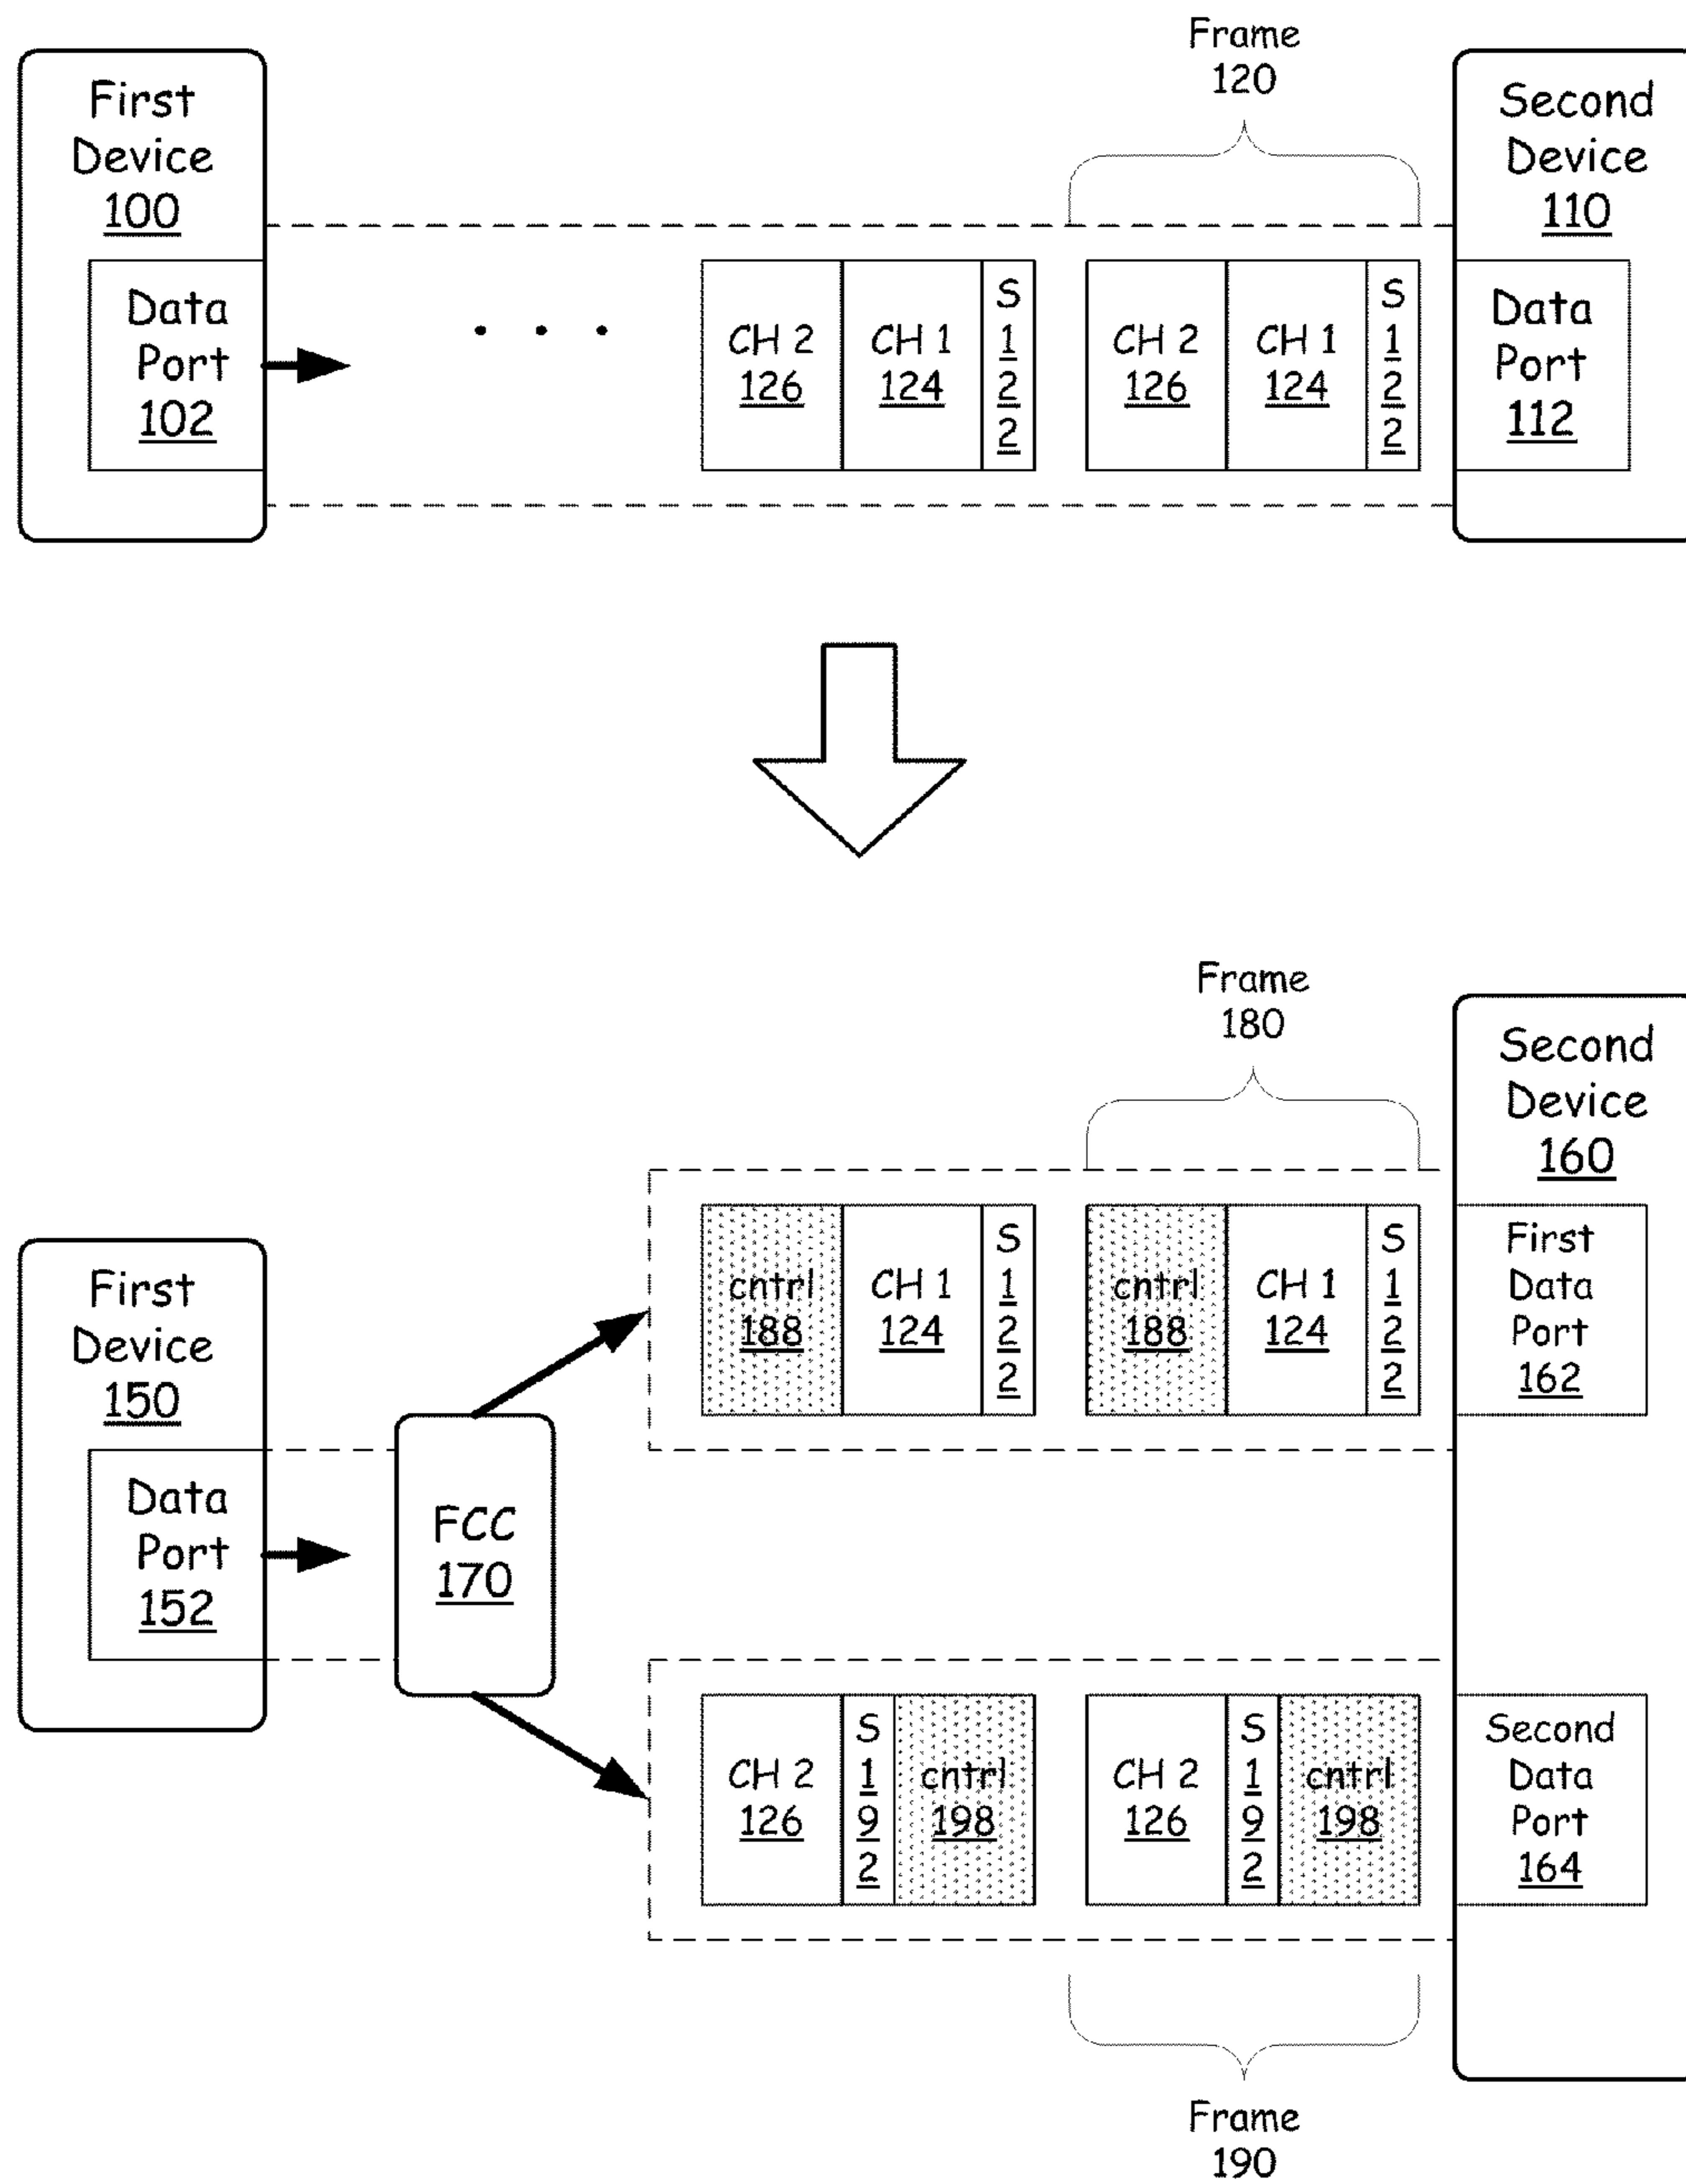 Frame
120
First
Device
100
Data
Port
102
. . .
CH 2
126
CH 1
124
S
1
2
2
CH 2
126
CH 1
124
S
1
2
2
Second
Device
110
Data
Port
112
Frame
180
First
Device
150
Data
Port
152
FCC
170
cntrl
188
CH 1
124
S
1
2
2
cntrl
188
CH 1
124
S
1
2
2
Second
Device
160
First
Data
Port
162
CH 2
126
S
1
9
2
cntrl
198
CH 2
126
S
1
9
2
cntrl
198
Second
Data
Port
164
Frame
190